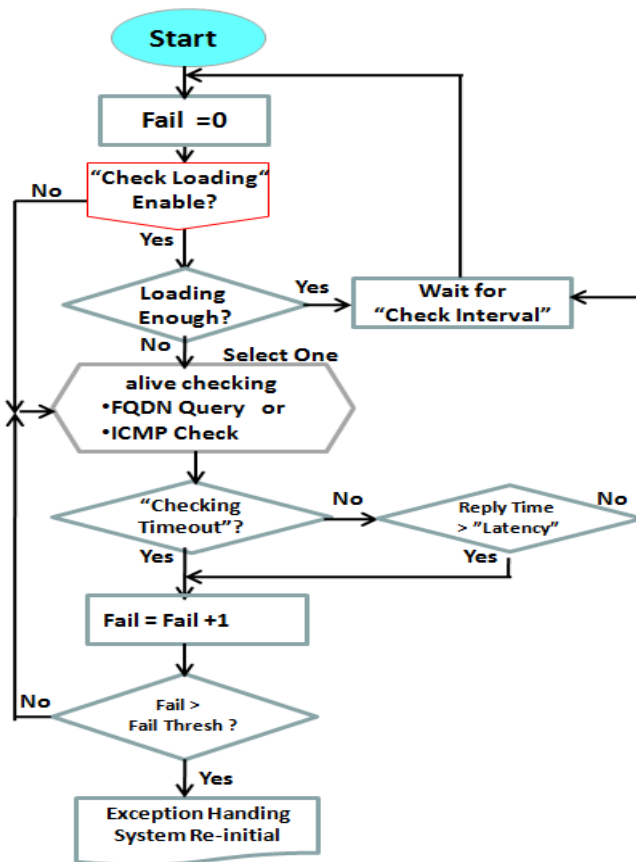 Start
Fail =0
No
“Check Loading“
Enable?
Yes
Loading
Enough?
Yes
Wait for
“Check Interval”
No
Select One
alive checking
•FQDN Query or
•ICMP Check
“Checking
Timeout”?
No
Reply Time
> ”Latency”
No
Yes
Yes
Fail = Fail +1
No
Fail >
Fail Thresh ?
Yes
Exception Handing
System Re-initial